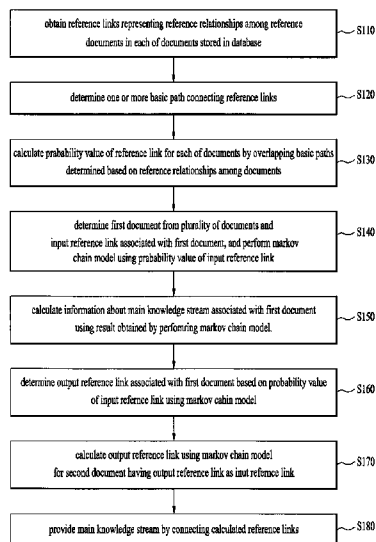 obtain reference links representing reference relationships among reference
documents in each of documents stored in database
S110
determine one or more basic path connecting reference links
S120
calculate prabability value of reference link for each of documents by overlapping basic paths
determined based on reference relationships among documents
S130
determine first document from plurality of documents and
input reference link associated with first document, and perform markov
chain model using prabability value of input reference link
S140
calculate information about main knowledge stream associated with first document
using result obtained by perfomring markov chain model.
S150
determine output reference link associated with first document based on probability value
of input refernce link using markov cahin model
S160
calculate output reference link using markov chain model
for second document having output reference link as inut refernce link
S170
provide main knowledge stream by connecting calculated reference links
S180